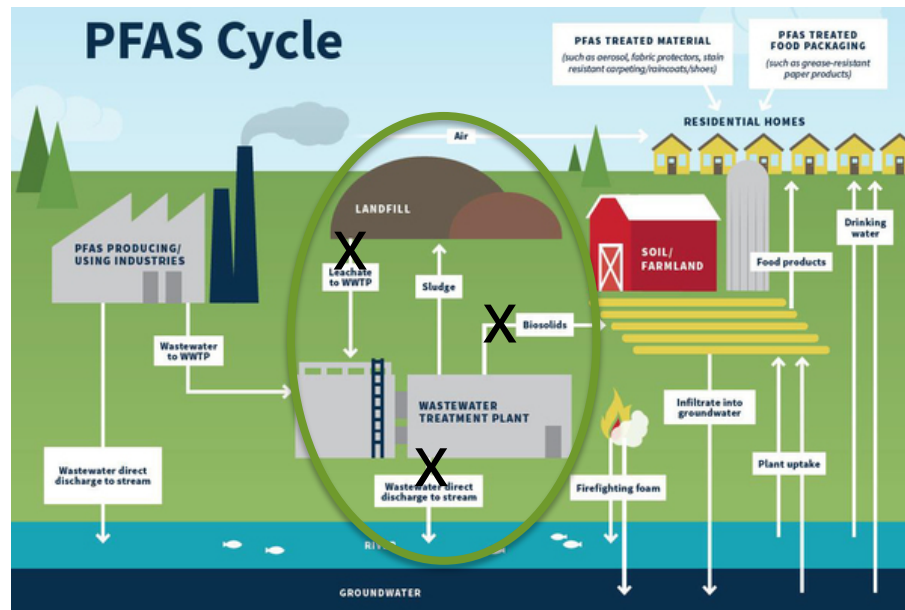 PFAS Cycle
PFAS TREATED MATERIAL
(such as aerosol, fabric protectors, stain
resistant carpeting/raincoats/shoes)
PFAS TREATED
FOOD PACKAGING
(such as grease-resistant
paper products)
RESIDENTIAL HOMES
Air
LANDFILL
PFAS PRODUCING/
USING INDUSTRIES
X
Leachate
to WWTP
Sludge
SOIL/
FARMLAND
Food products
Drinking
water
X
Biosolids
Wastewater
to WWTP
WASTEWATER
TREATMENT PLANT
Infiltrate into
groundwater
Plant uptake
Wastewater direct
discharge to stream
X
Wastewater direct
discharge to stream
Firefighting foam
RIVER
GROUNDWATER